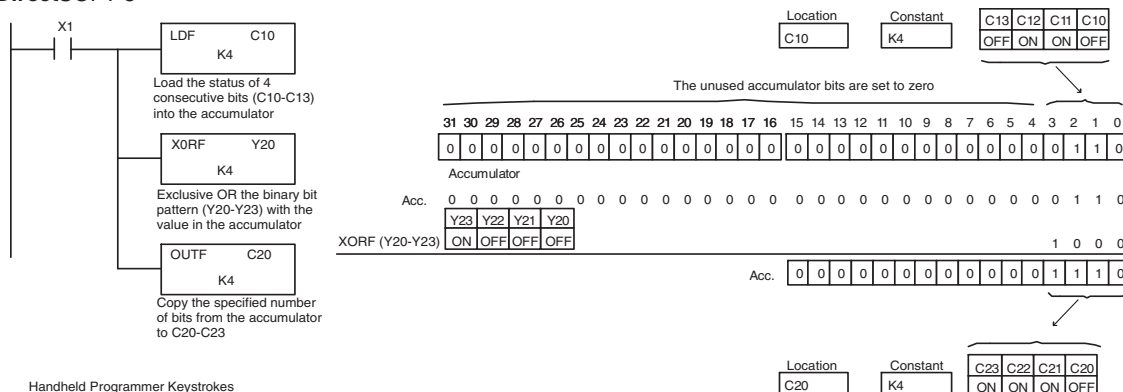 X1
LDF C10
K4
Load the status of 4
consecutive bits (C10-C13)
into the accumulator
X0RF Y20
K4
Exclusive OR the binary bit
pattern (Y20-Y23) with the
value in the accumulator
OUTF C20
K4
Copy the specified number
of bits from the accumulator
to C20-C23
Handheld Programmer Keystrokes
Location Constant
C10 K4
C13 C12 C11 C10
OFF ON ON OFF
The unused accumulator bits are set to zero
31 30 29 28 27 26 25 24 23 22 21 20 19 18 17 16 15 14 13 12 11 10 9 8 7 6 5 4 3 2 1 0
0 0 0 0 0 0 0 0 0 0 0 0 0 0 0 0 0 0 0 0 0 0 0 0 0 0 0 0 0 1 1 0
Accumulator
Acc. 0 0 0 0 0 0 0 0 0 0 0 0 0 0 0 0 0 0 0 0 0 0 0 0 0 0 0 0 0 1 1 0
Y23 Y22 Y21 Y20
XORF (Y20-Y23) ON OFF OFF OFF 1 0 0 0
Acc. 0 0 0 0 0 0 0 0 0 0 0 0 1 1 1 0
Location Constant
C20 K4
C23 C22 C21 C20
ON ON ON OFF